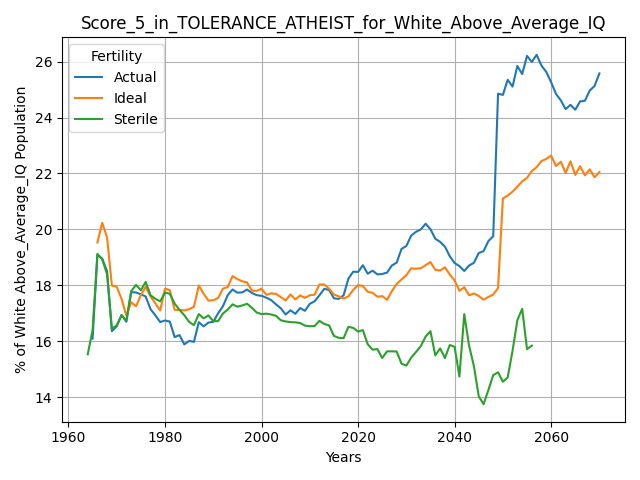 Score_5_in_TOLERANCE_ATHEIST_for_White_Above_Average_IQ
% of White Above_Average_IQ Population
Fertility
Actual
Ideal
Sterile
26
24
22
20
18
16
14
1960
1980
2000
2020
2040
2060
Years